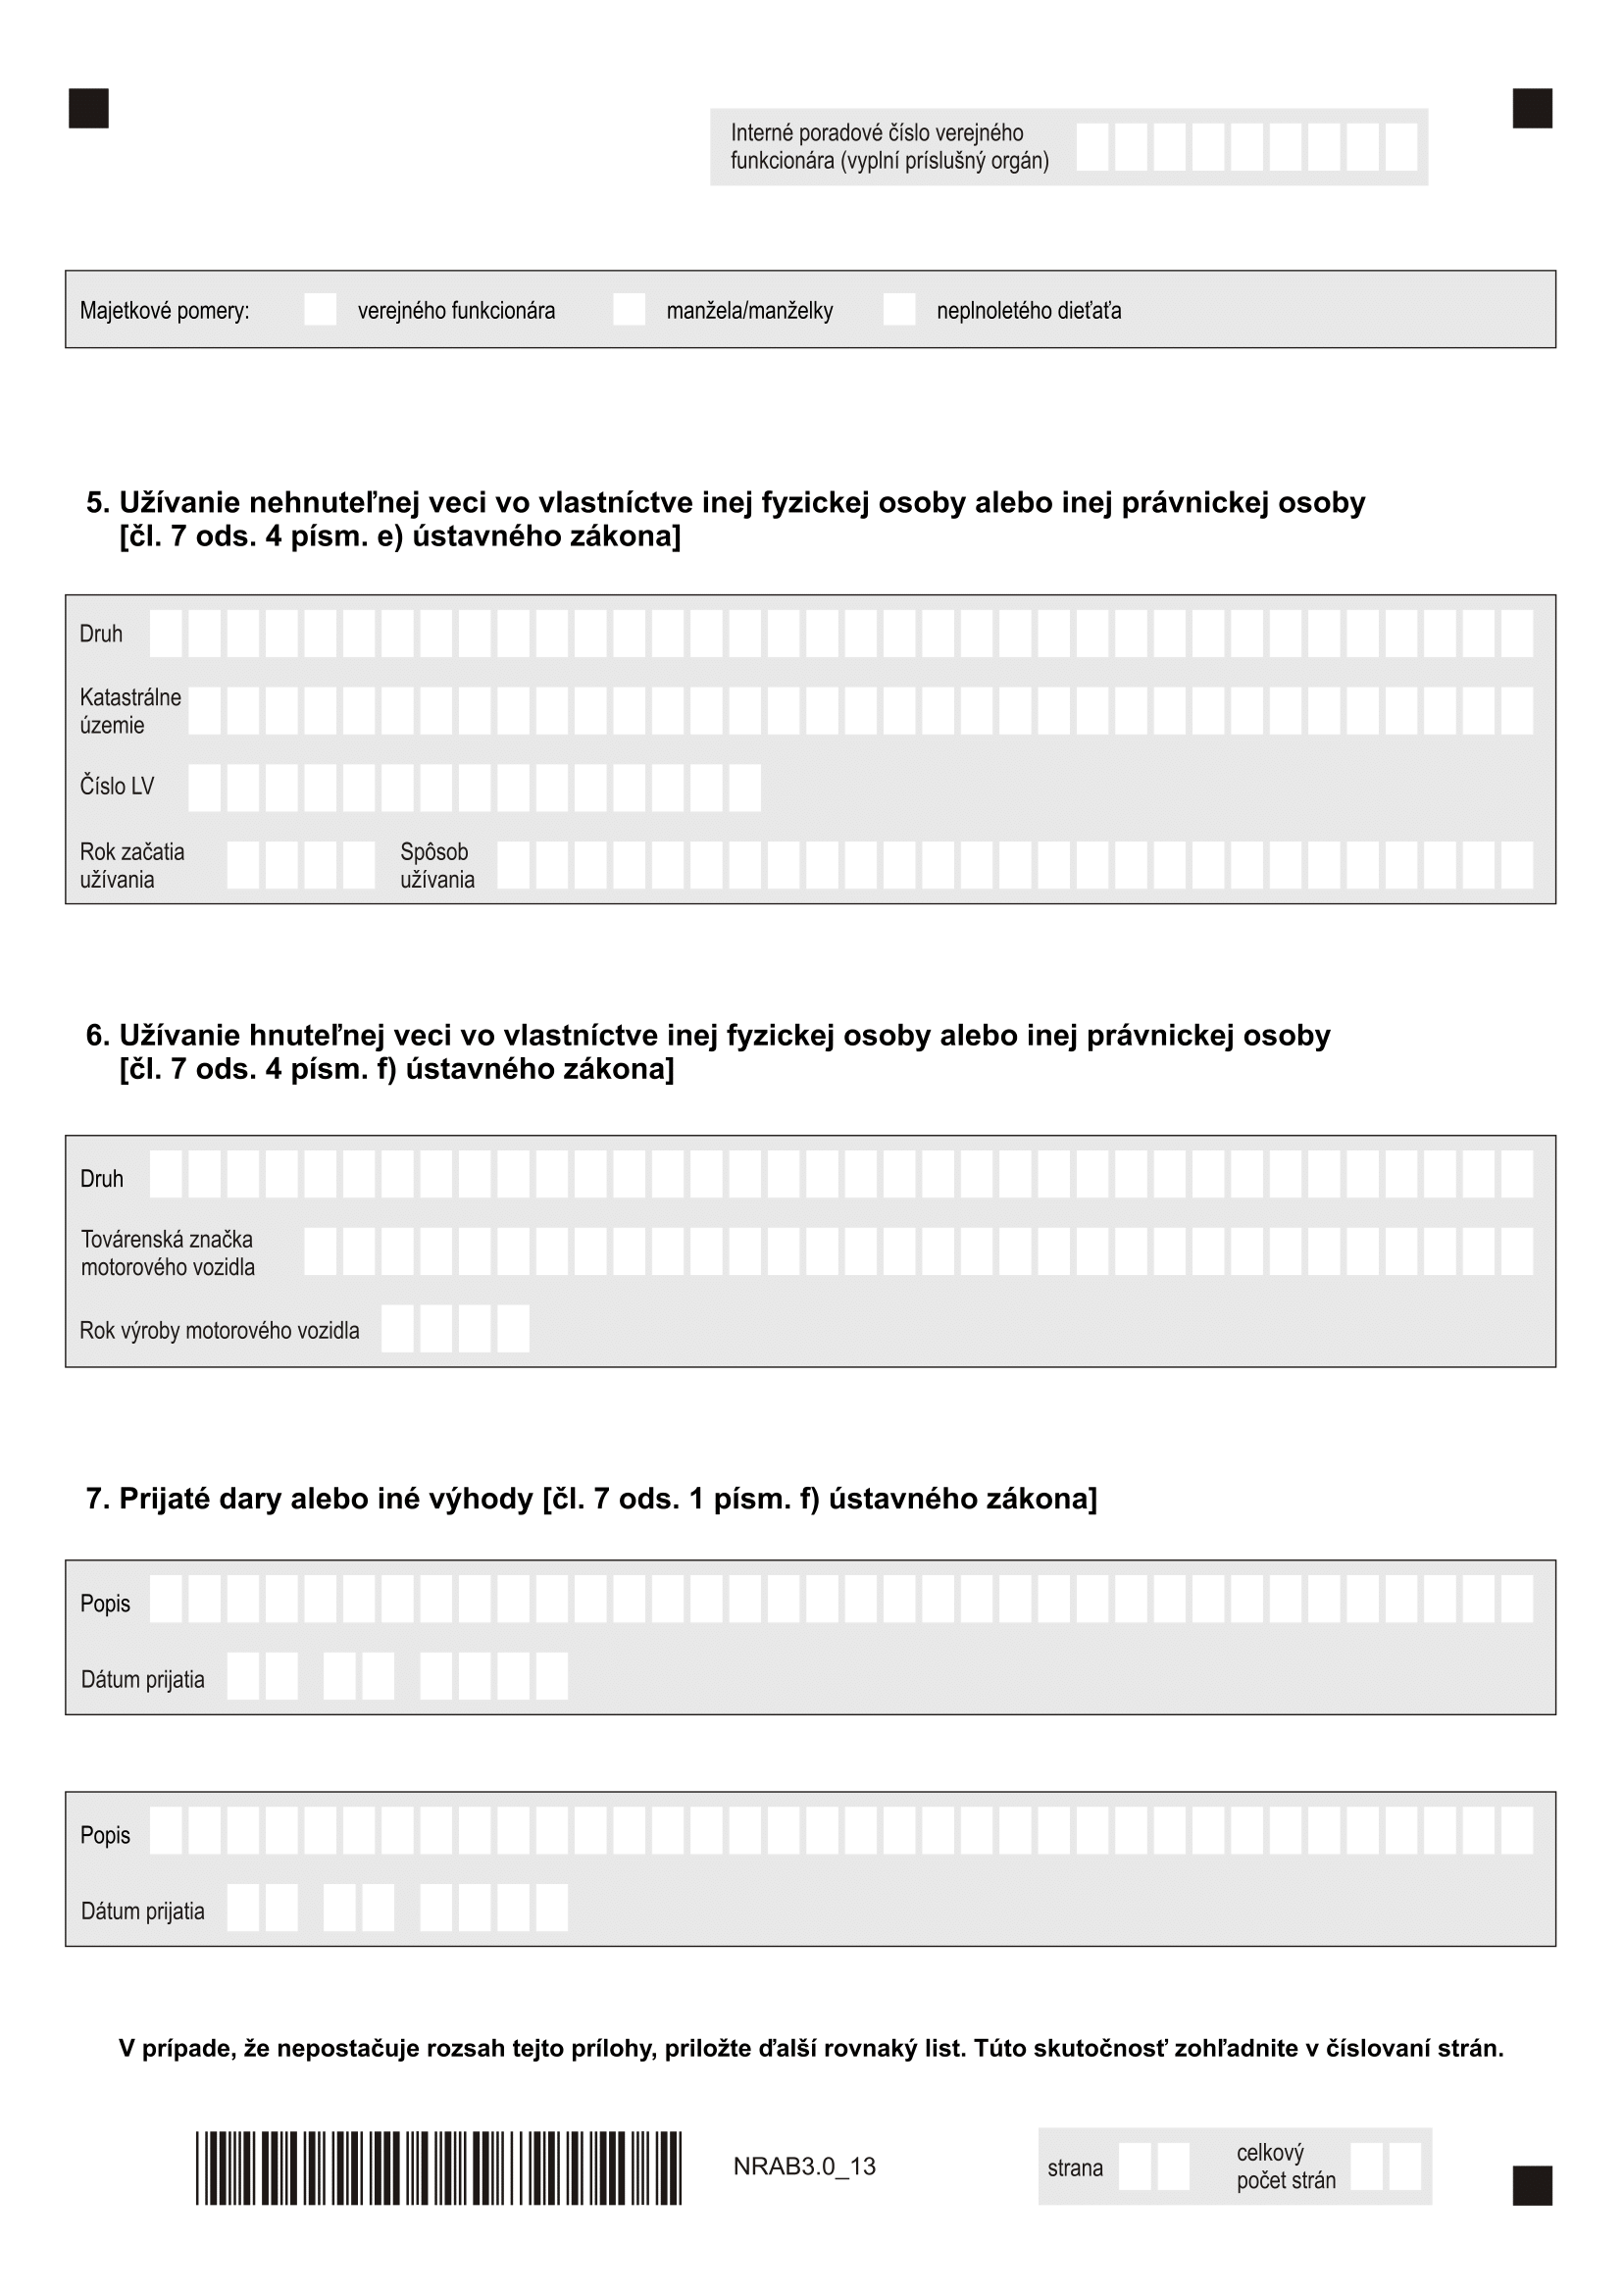 Interné poradové číslo verejného
funkcionára (vyplní príslušný orgán)
Majetkové pomery: verejného funkcionára manžela/manželky neplnoletého dieťaťa
5. Užívanie nehnuteľnej veci vo vlastníctve inej fyzickej osoby alebo inej právnickej osoby
[čl. 7 ods. 4 písm. e) ústavného zákona]
Druh
Katastrálne
územie
Číslo LV
Rok začatia
užívania
Spôsob
užívania
6. Užívanie hnuteľnej veci vo vlastníctve inej fyzickej osoby alebo inej právnickej osoby
[čl. 7 ods. 4 písm. f) ústavného zákona]
Druh
Továrenská značka
motorového vozidla
Rok výroby motorového vozidla
7. Prijaté dary alebo iné výhody [čl. 7 ods. 1 písm. f) ústavného zákona]
Popis
Dátum prijatia
Popis
Dátum prijatia
V prípade, že nepostačuje rozsah tejto prílohy, priložte ďalší rovnaký list. Túto skutočnosť zohľadnite v číslovaní strán.
NRAB3.0_13
strana
celkový
počet strán